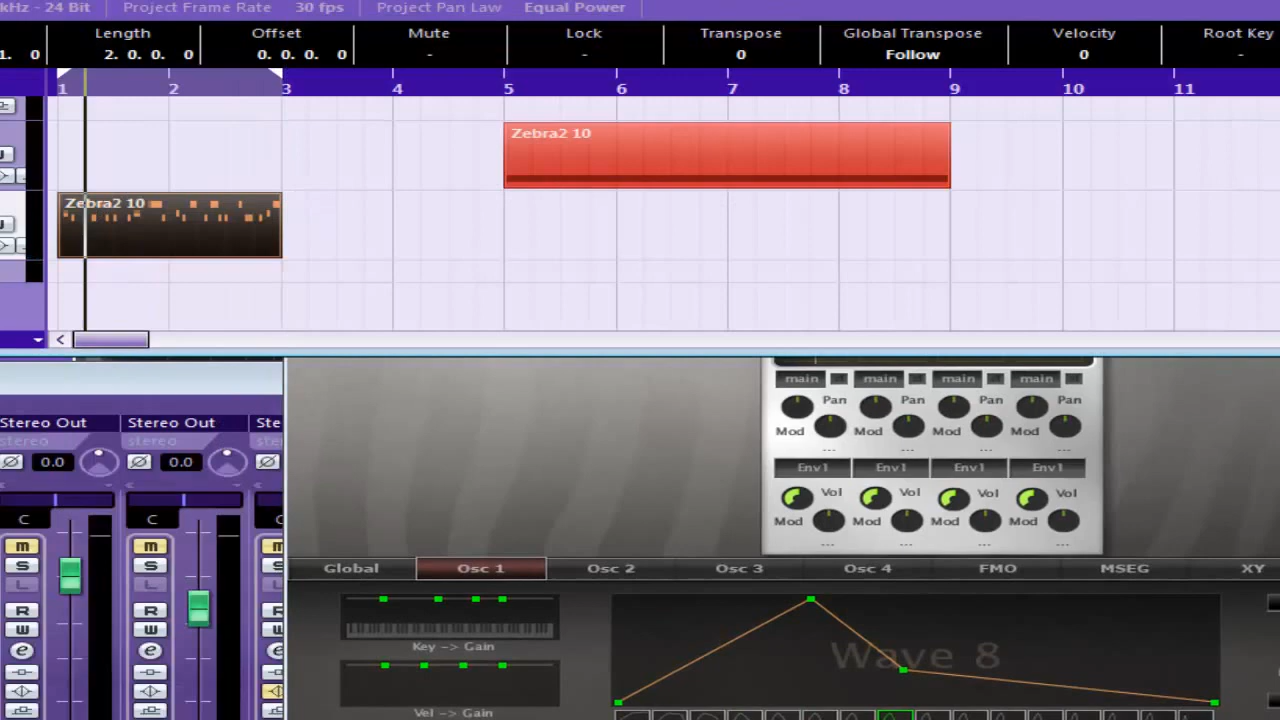 kHz - 24 Bit Project Frame Rate 30 fps Project Pan Law Equal Power
Length Offset Mute Lock Transpose Global Transpose Velocity Root Key
1. 0 2. 0. 0. 0 0. 0. 0. 0 - - 0 Follow 0 -
1 2 3 4 5 6 7 8 9 10 11
Zebra2 10
Zebra2 10
main main main main
Pan Pan Pan Pan
Mod Mod Mod Mod
... ... ... ...
Env1 Env1 Env1 Env1
Vol Vol Vol Vol
Mod Mod Mod Mod
... ... ... ...
Stereo Out Stereo Out Ste
stereo stereo ste
0.0 0.0
C C C
m m m
S S S
L L L
R R R
W W W
e e e
Global Osc 1 Osc 2 Osc 3 Osc 4 FMO MSEG XY
Key -> Gain
Wave 8
Vel -> Gain